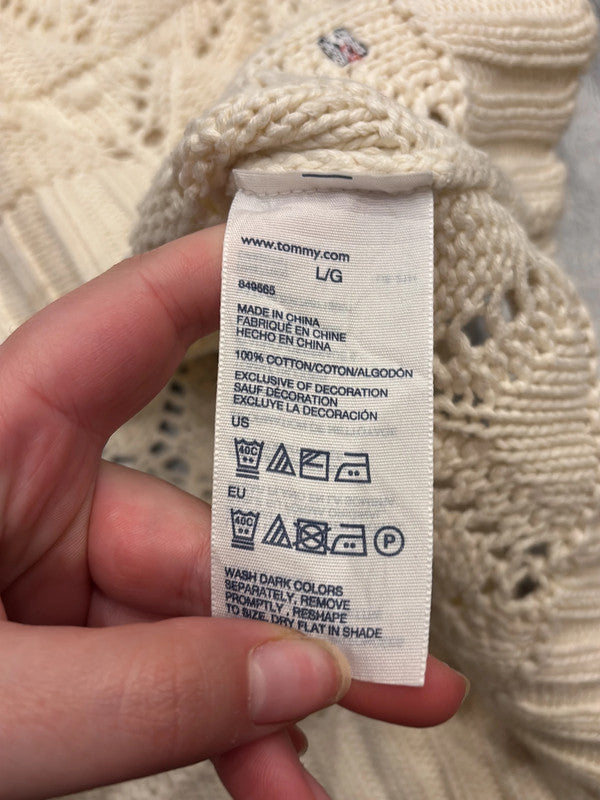 www.tommy.com
L/G
849565
MADE IN CHINA
FABRIQUÉ EN CHINE
HECHO EN CHINA
100% COTTON/COTON/ALGODÓN
EXCLUSIVE OF DECORATION
SAUF DÉCORATION
EXCLUYE LA DECORACIÓN
US
40C
EU
40C
P
WASH DARK COLORS
SEPARATELY, REMOVE
PROMPTLY, RESHAPE
TO SIZE, DRY FLAT IN SHADE